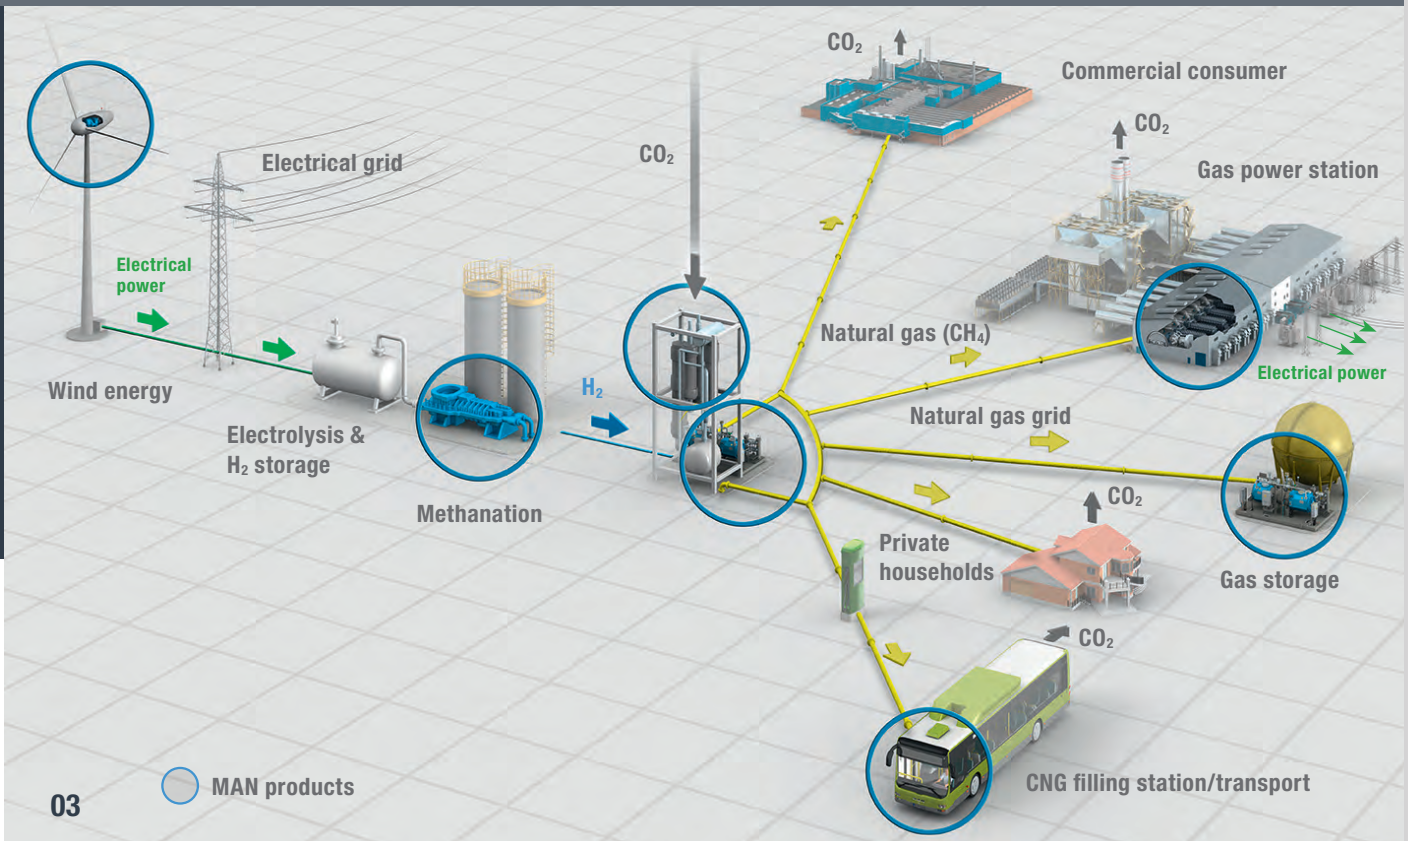 CO₂
Commercial consumer
CO₂
Gas power station
Electrical grid
CO₂
Electrical
power
Natural gas (CH₄)
Electrical power
Wind energy
H₂
Natural gas grid
Electrolysis &
H₂ storage
Methanation
CO₂
Private
households
Gas storage
CO₂
CNG filling station/transport
MAN products
03